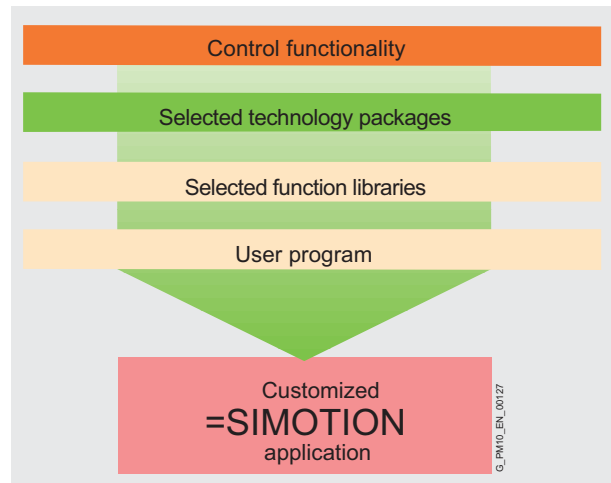 Control functionality
Selected technology packages
Selected function libraries
User program
Customized
=SIMOTION
application
G_PM10_EN_00127